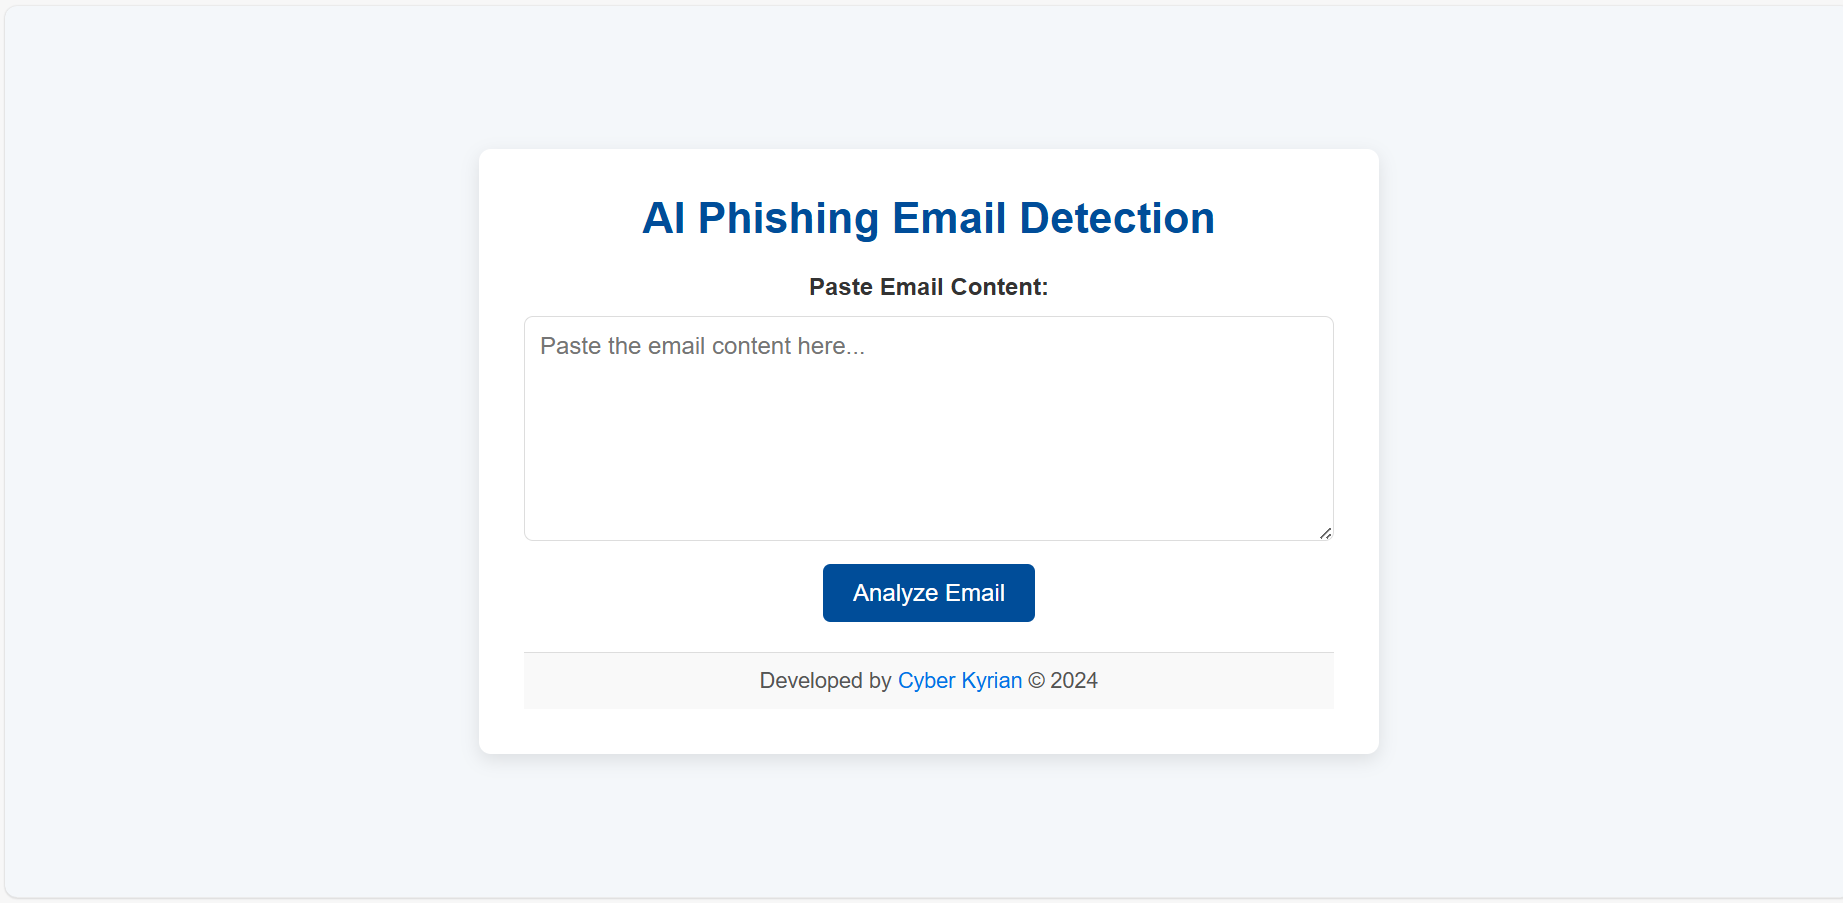 AI Phishing Email Detection
Paste Email Content:
Paste the email content here...
Analyze Email
Developed by Cyber Kyrian © 2024